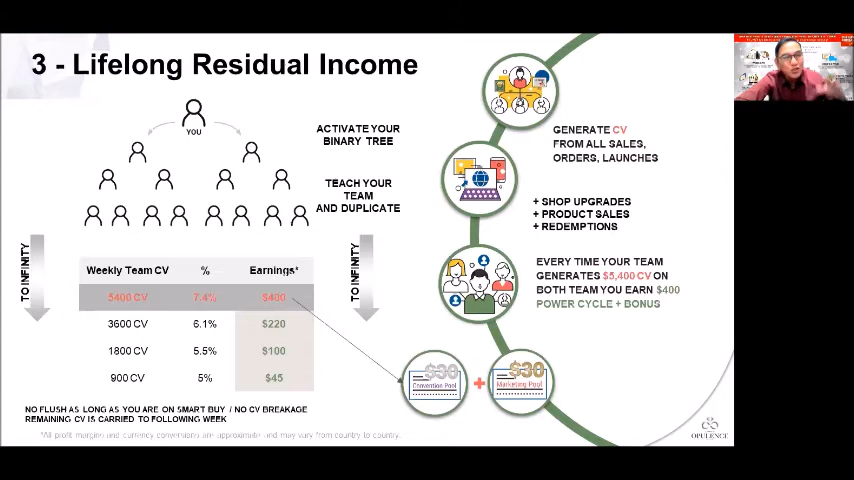 3 - Lifelong Residual Income
YOU
ACTIVATE YOUR
BINARY TREE
TEACH YOUR
TEAM
AND DUPLICATE
TO INFINITY
TO INFINITY
Weekly Team CV % Earnings*
5400 CV 7.4% $400
3600 CV 6.1% $220
1800 CV 5.5% $100
900 CV 5% $45
NO FLUSH AS LONG AS YOU ARE ON SMART BUY / NO CV BREAKAGE
REMAINING CV IS CARRIED TO FOLLOWING WEEK
*All profit margins and currency conversions are approximate and may vary from country to country.
GENERATE CV
FROM ALL SALES,
ORDERS, LAUNCHES
+ SHOP UPGRADES
+ PRODUCT SALES
+ REDEMPTIONS
EVERY TIME YOUR TEAM
GENERATES $5,400 CV ON
BOTH TEAM YOU EARN $400
POWER CYCLE + BONUS
$30
Convention Pool
+
$30
Marketing Pool
OPULENCE